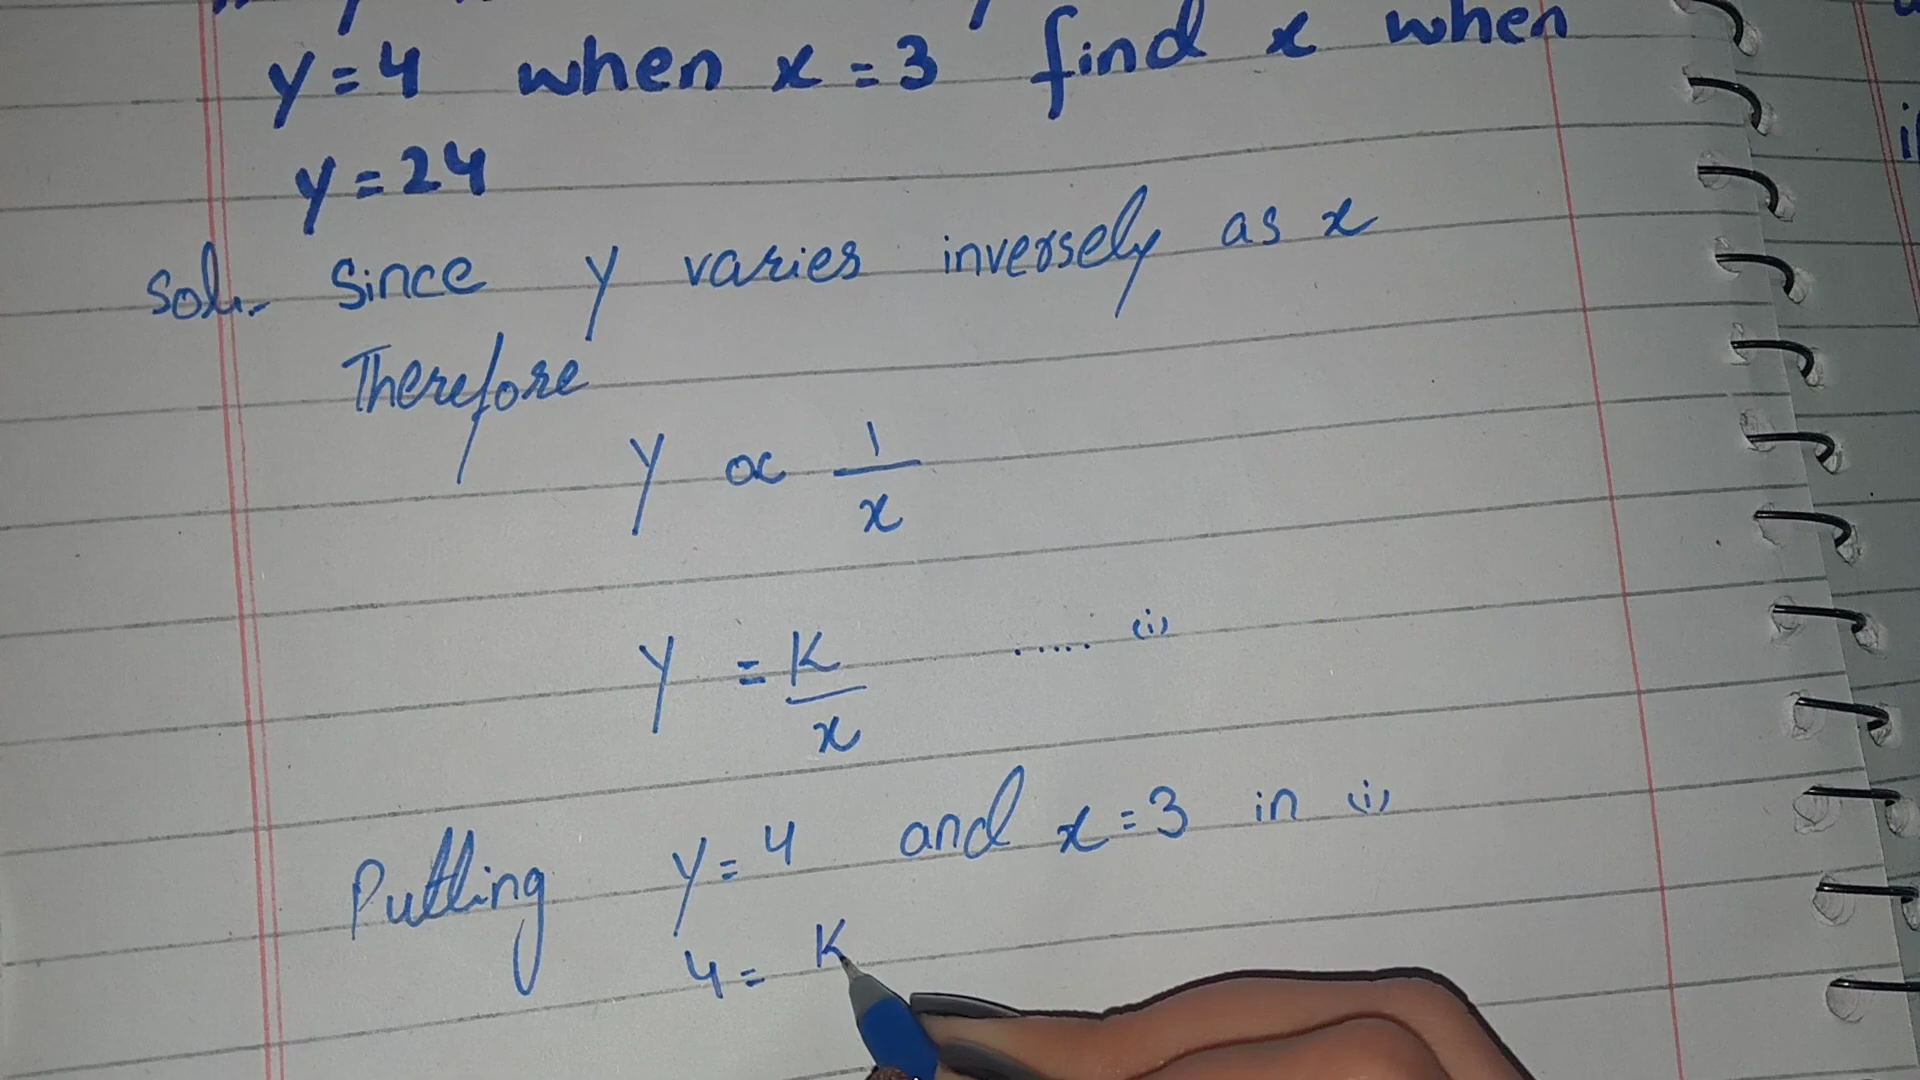 y = 4 when x = 3 find x when
y = 24
Sol:- Since y varies inversely as x
Therefore
y ∝ 1/x
y = K/x ..... (i)
Putting y = 4 and x = 3 in (i)
4 = K